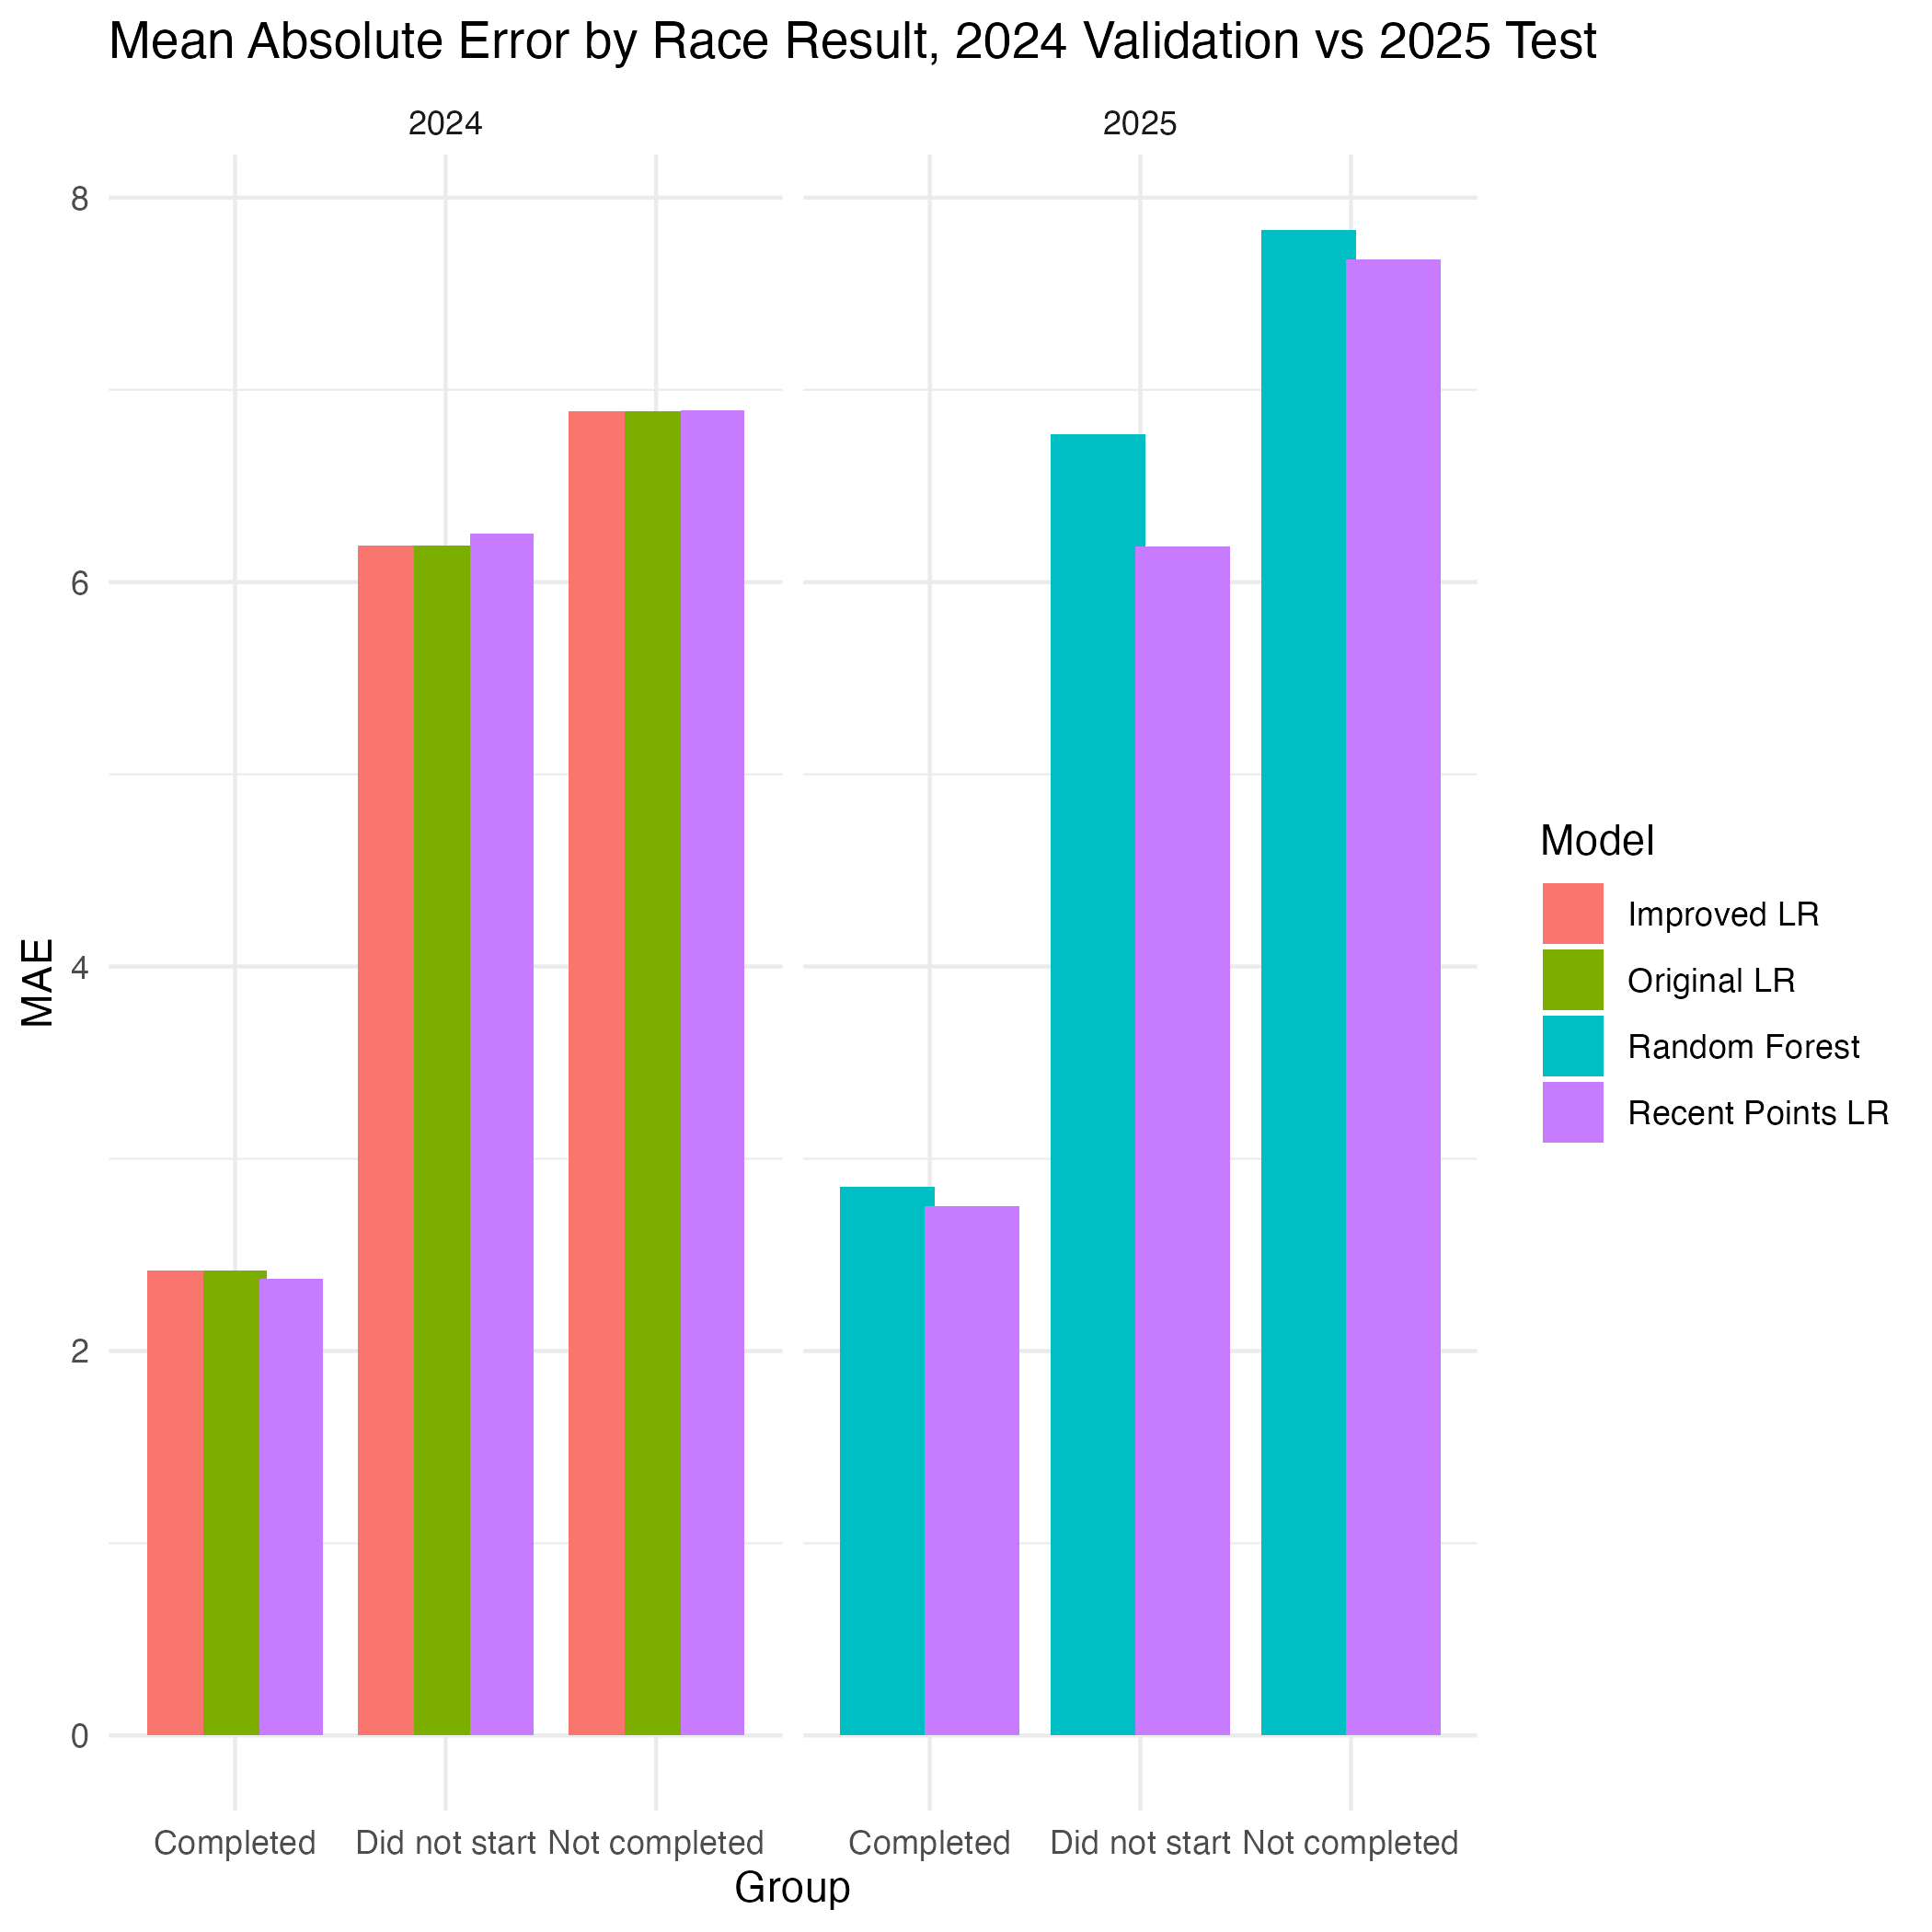 Mean Absolute Error by Race Result, 2024 Validation vs 2025 Test
2024
2025
8
6
4
2
0
MAE
Completed
Did not start
Not completed
Completed
Did not start
Not completed
Group
Model
Improved LR
Original LR
Random Forest
Recent Points LR